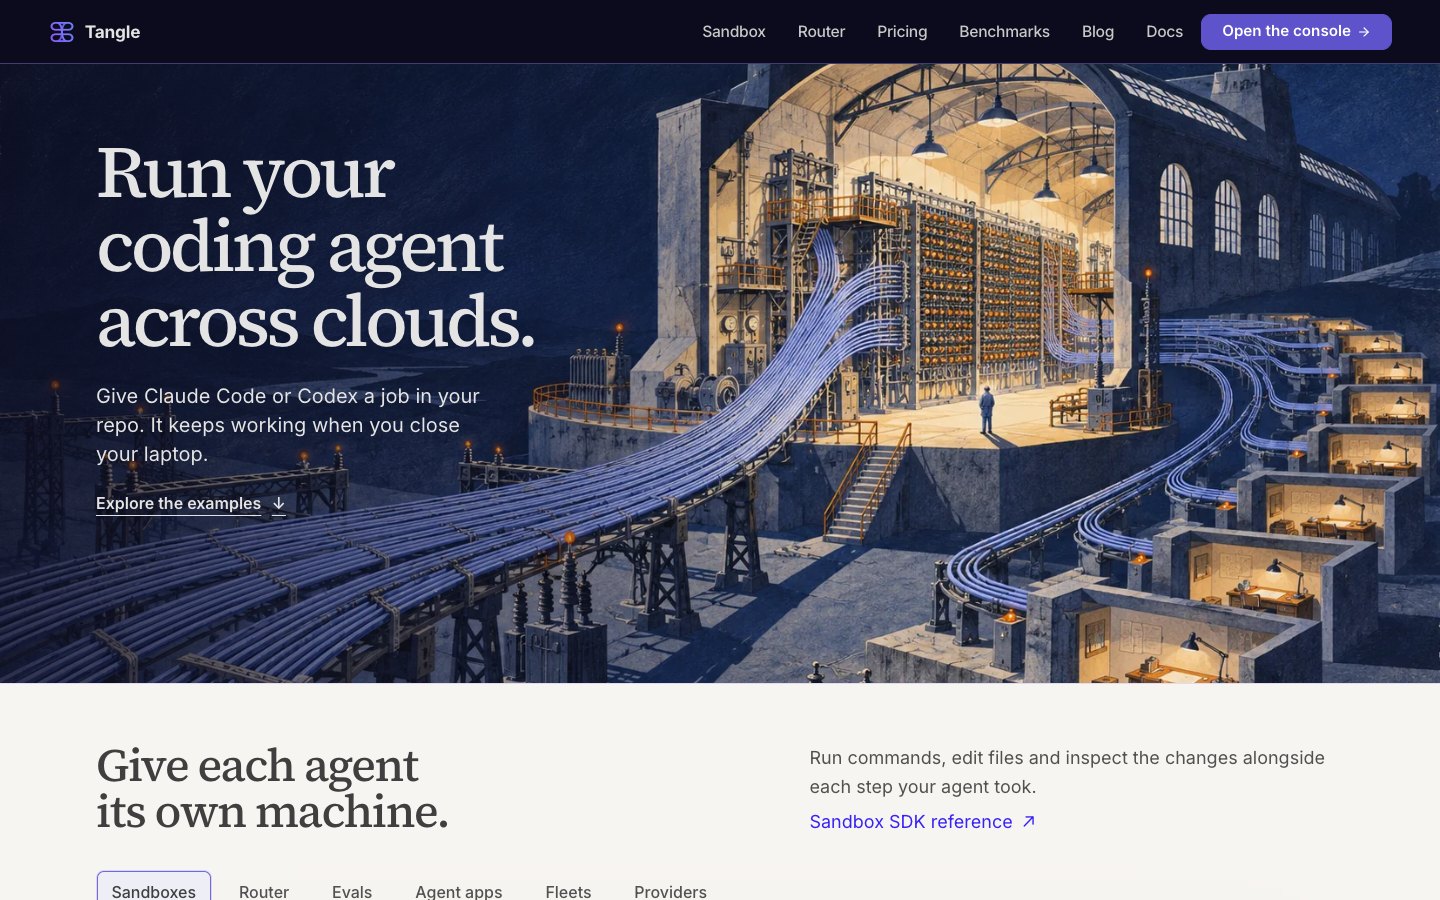 Tangle
Sandbox
Router
Pricing
Benchmarks
Blog
Docs
Open the console →
Run your
coding agent
across clouds.
Give Claude Code or Codex a job in your
repo. It keeps working when you close
your laptop.
Explore the examples ↓
Give each agent
its own machine.
Run commands, edit files and inspect the changes alongside
each step your agent took.
Sandbox SDK reference ↗
Sandboxes
Router
Evals
Agent apps
Fleets
Providers